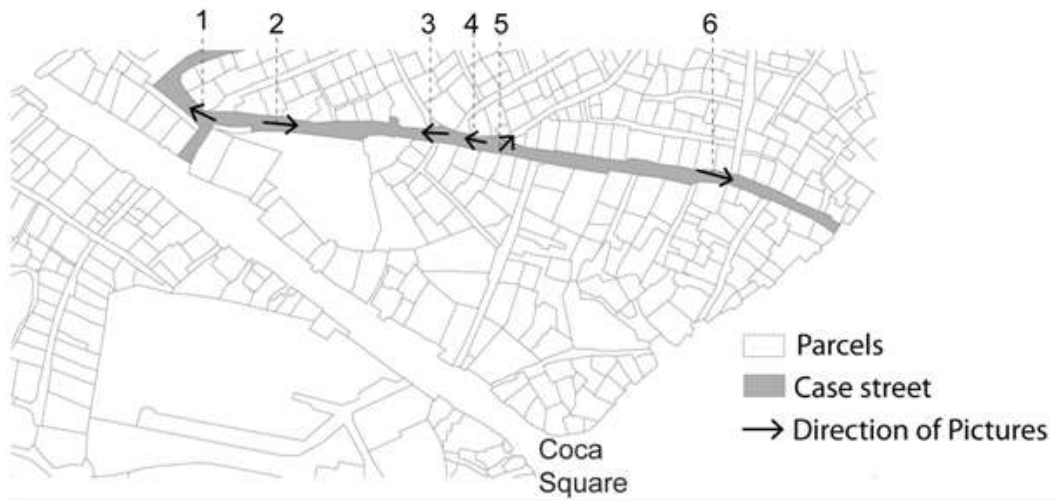 1 2 3 4 5 6
Parcels
Case street
Direction of Pictures
Coca
Square